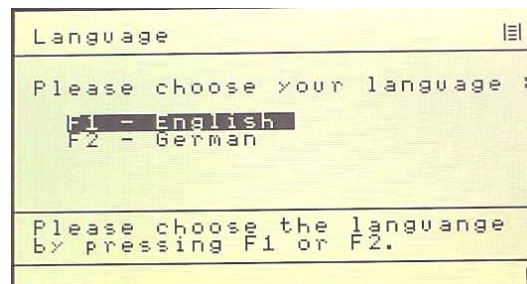 Language
Please choose your language :
F1 - English
F2 - German
Please choose the languange
by pressing F1 or F2.